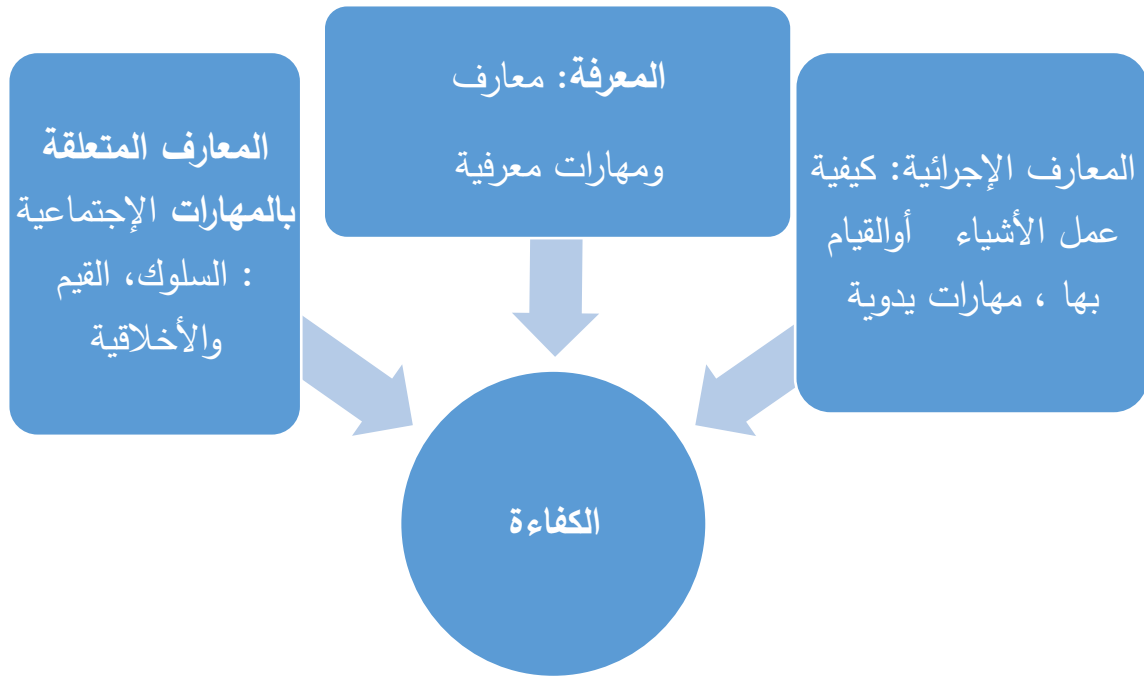 المعرفة: معارف
ومهارات معرفية
المعارف الإجرائية: كيفية
عمل الأشياء أوالقيام
بها ، مهارات يدوية
المعارف المتعلقة
بالمهارات الإجتماعية
: السلوك، القيم
والأخلاقية
الكفاءة